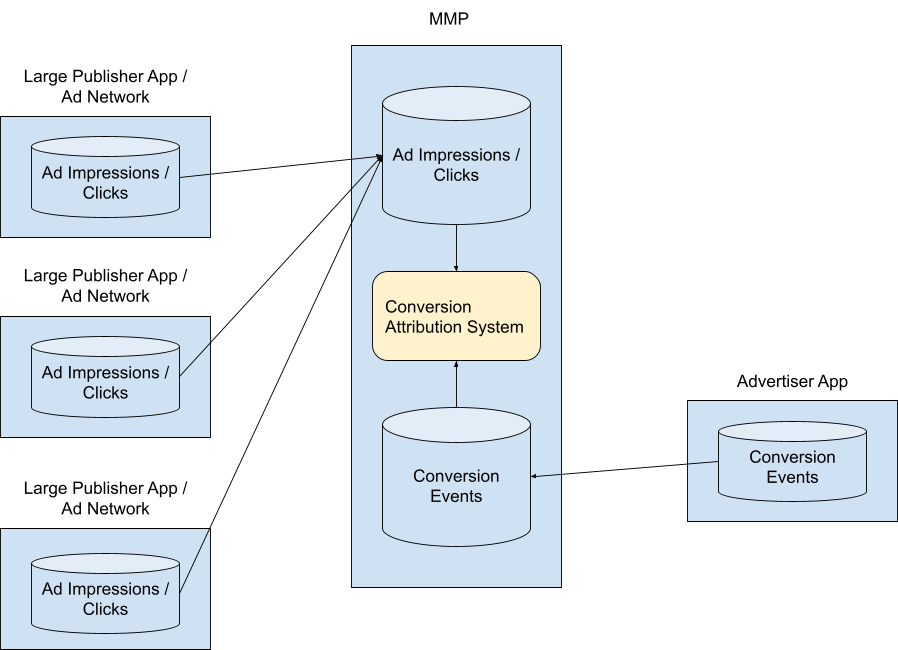 MMP
Large Publisher App /
Ad Network
Ad Impressions /
Clicks
Large Publisher App /
Ad Network
Ad Impressions /
Clicks
Large Publisher App /
Ad Network
Ad Impressions /
Clicks
Ad Impressions /
Clicks
Conversion
Attribution System
Conversion
Events
Advertiser App
Conversion
Events